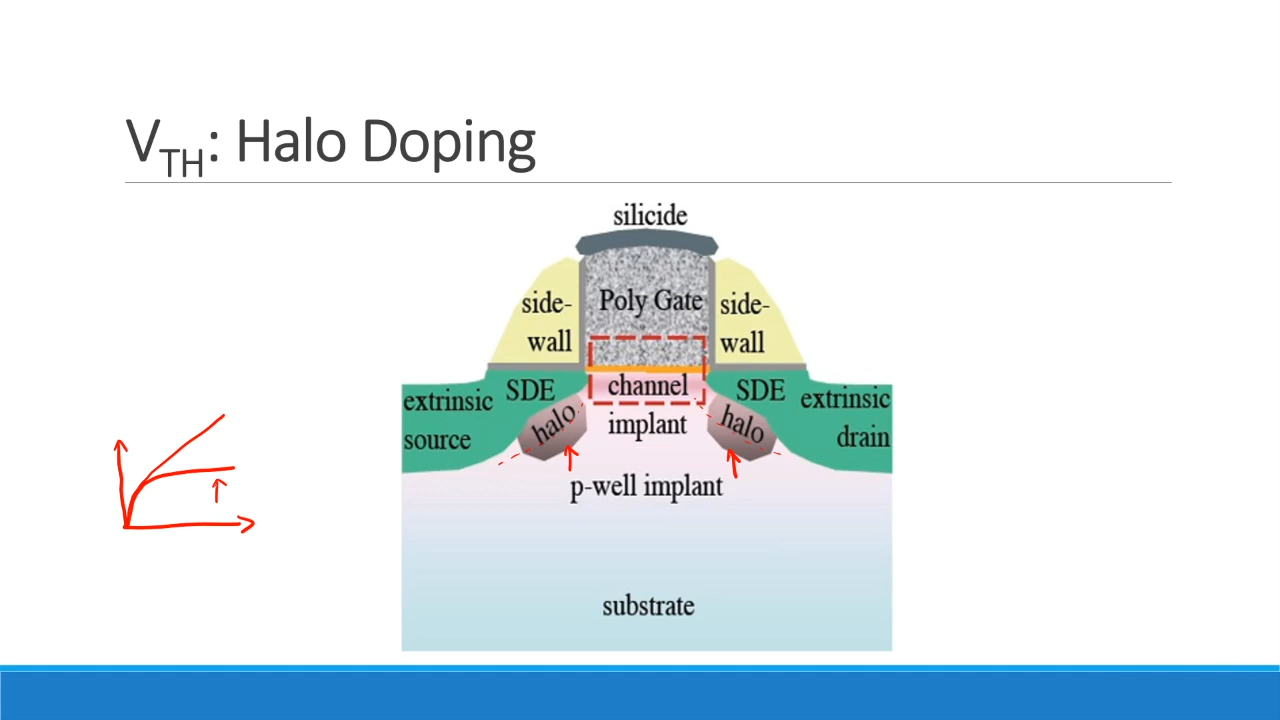 V_TH: Halo Doping
silicide
side-
wall
Poly Gate
side-
wall
extrinsic
source
SDE
channel
implant
SDE
extrinsic
drain
halo
halo
p-well implant
substrate